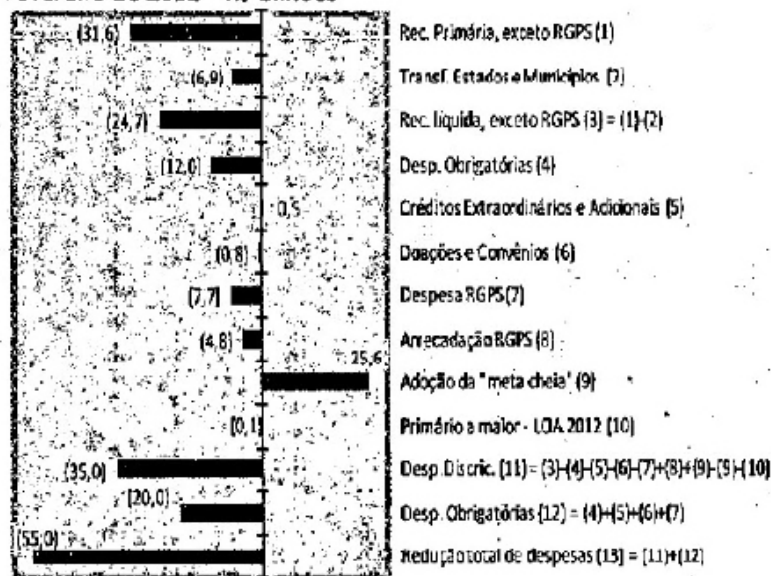 (31,6) Rec. Primária, exceto RGPS (1)
(6,9) Transf. Estados e Municípios (2)
(24,7) Rec. líquida, exceto RGPS (3) = (1)-(2)
(12,0) Desp. Obrigatórias (4)
0,5 Créditos Extraordinários e Adicionais (5)
(0,8) Doações e Convênios (6)
(7,7) Despesa RGPS(7)
(4,8) Arrecadação RGPS (8)
25,6 Adoção da "meta cheia" (9)
(0,1) Primário a maior - LOA 2012 (10)
(35,0) Desp. Discric. (11) = (3)-(4)-(5)-(6)-(7)+(8)+(9)-(9)-(10)
(20,0) Desp. Obrigatórias (12) = (4)+(5)+(6)+(7)
(55,0) Redução total de despesas (13) = (11)+(12)